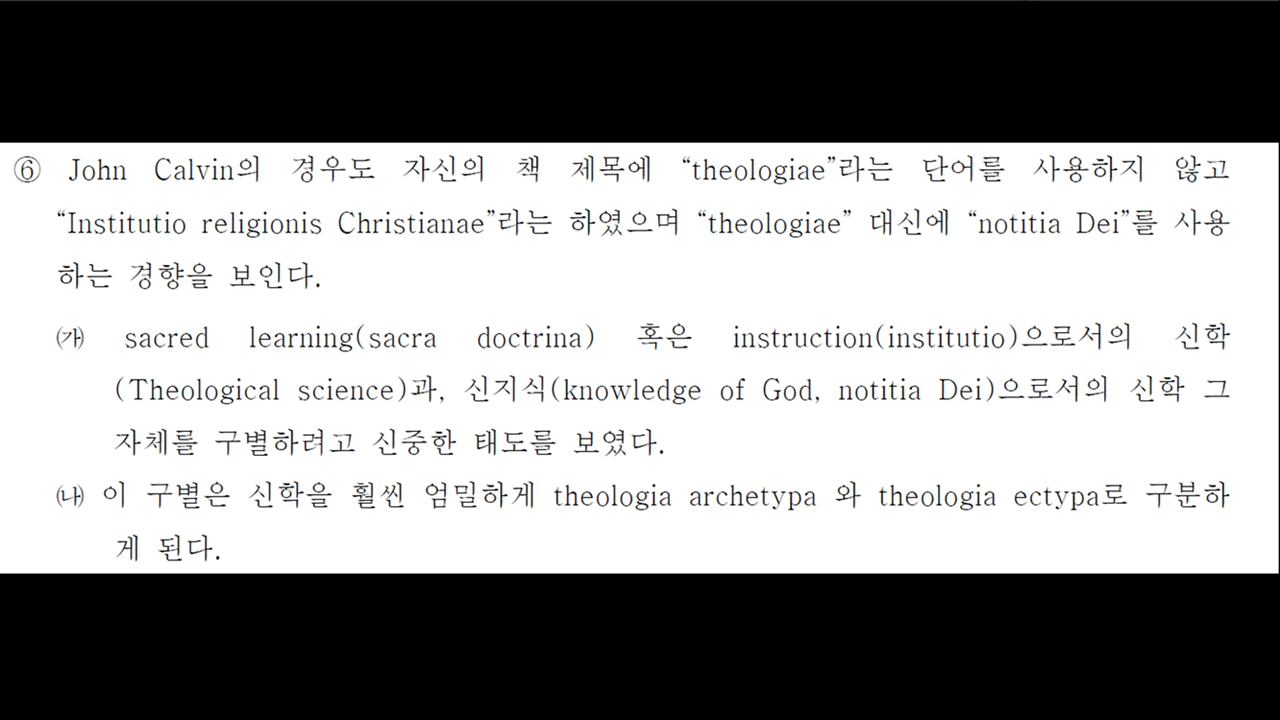 ⑥ John Calvin의 경우도 자신의 책 제목에 “theologiae”라는 단어를 사용하지 않고
“Institutio religionis Christianae”라는 하였으며 “theologiae” 대신에 “notitia Dei”를 사용
하는 경향을 보인다.
㈎ sacred learning(sacra doctrina) 혹은 instruction(institutio)으로서의 신학
(Theological science)과, 신지식(knowledge of God, notitia Dei)으로서의 신학 그
자체를 구별하려고 신중한 태도를 보였다.
㈏ 이 구별은 신학을 훨씬 엄밀하게 theologia archetypa 와 theologia ectypa로 구분하
게 된다.